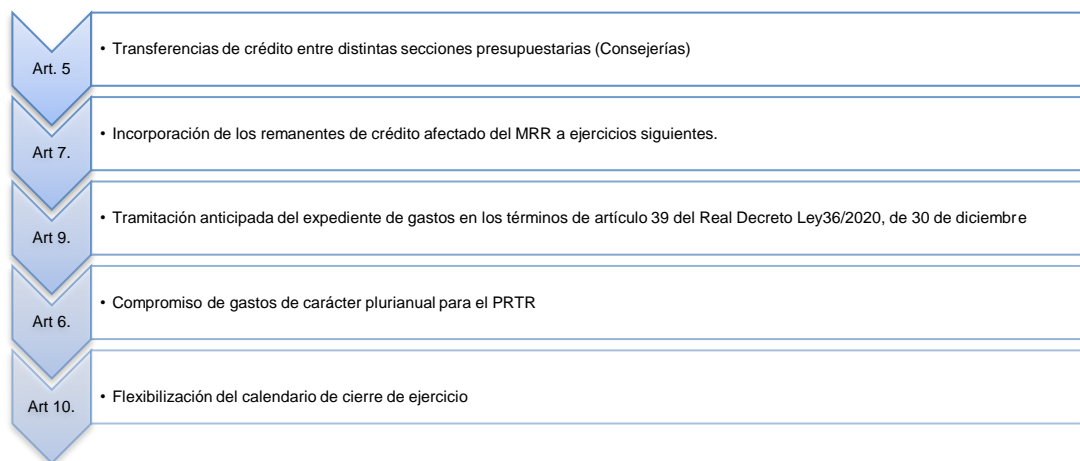 Art. 5
• Transferencias de crédito entre distintas secciones presupuestarias (Consejerías)
Art 7.
• Incorporación de los remanentes de crédito afectado del MRR a ejercicios siguientes.
Art 9.
• Tramitación anticipada del expediente de gastos en los términos de artículo 39 del Real Decreto Ley36/2020, de 30 de diciembre
Art 6.
• Compromiso de gastos de carácter plurianual para el PRTR
Art 10.
• Flexibilización del calendario de cierre de ejercicio